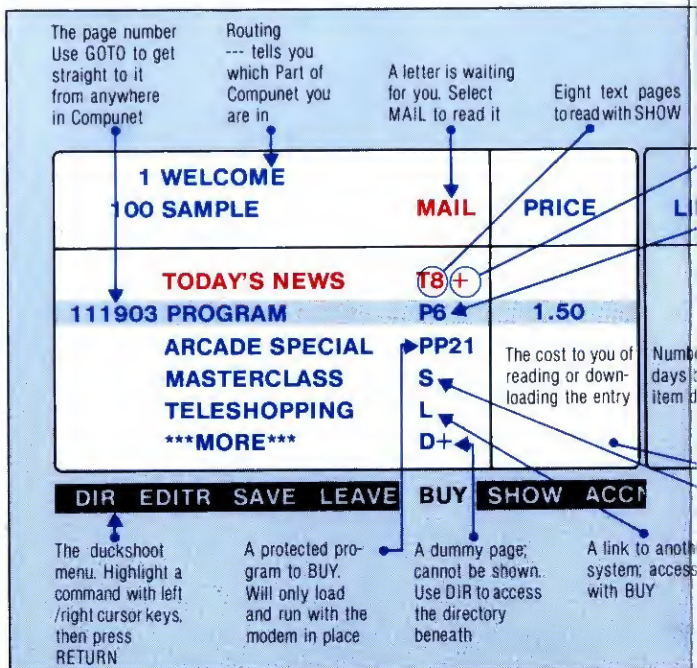 The page number
Use GOTO to get
straight to it
from anywhere
in Compunet
Routing
--- tells you
which Part of
Compunet you
are in
A letter is waiting
for you. Select
MAIL to read it
Eight text pages
to read with SHOW
1 WELCOME
100 SAMPLE MAIL PRICE
TODAY'S NEWS T8 +
111903 PROGRAM P6 1.50
ARCADE SPECIAL PP21
MASTERCLASS S
TELESHOPPING L
***MORE*** D+
The cost to you of
reading or down-
loading the entry
days
item
DIR EDITR SAVE LEAVE BUY SHOW
The duckshoot
menu. Highlight a
command with left
/right cursor keys,
then press
RETURN
A protected pro-
gram to BUY.
Will only load
and run with the
modem in place
A dummy page;
cannot be shown.
Use DIR to access
the directory
beneath
A link to
system; access
with BUY